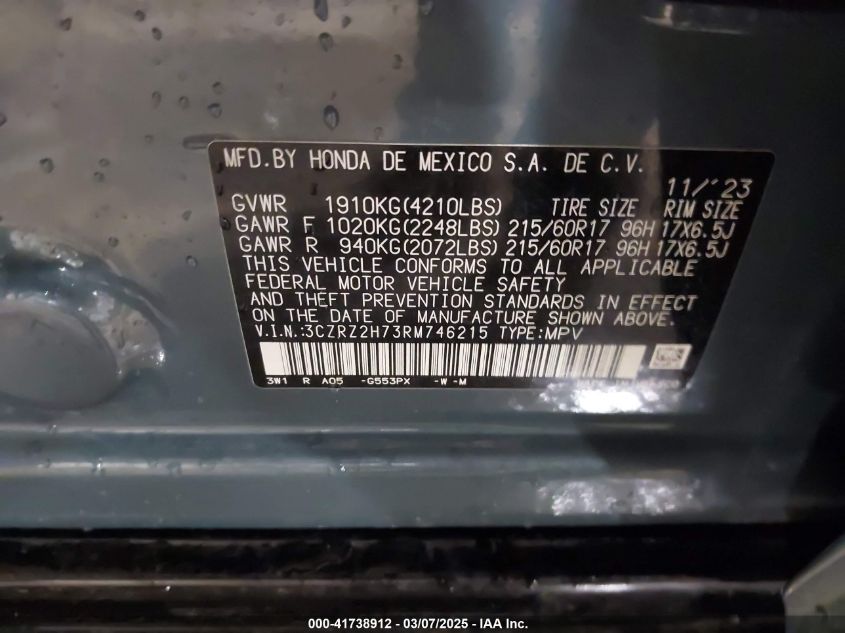 MFD.BY HONDA DE MEXICO S.A. DE C.V.
11/'23
GVWR 1910KG(4210LBS) TIRE SIZE RIM SIZE
GAWR F 1020KG(2248LBS) 215/60R17 96H 17X6.5J
GAWR R 940KG(2072LBS) 215/60R17 96H 17X6.5J
THIS VEHICLE CONFORMS TO ALL APPLICABLE
FEDERAL MOTOR VEHICLE SAFETY
AND THEFT PREVENTION STANDARDS IN EFFECT
ON THE DATE OF MANUFACTURE SHOWN ABOVE.
V.I.N.:3CZRZ2H73RM746215 TYPE:MPV
3W1 R A05 -G553PX -W -M
000-41738912 - 03/07/2025 - IAA Inc.